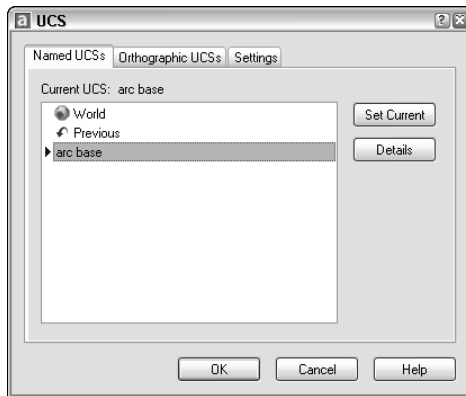 a UCS
Named UCSs Orthographic UCSs Settings
Current UCS: arc base
World
Previous
arc base
Set Current
Details
OK Cancel Help